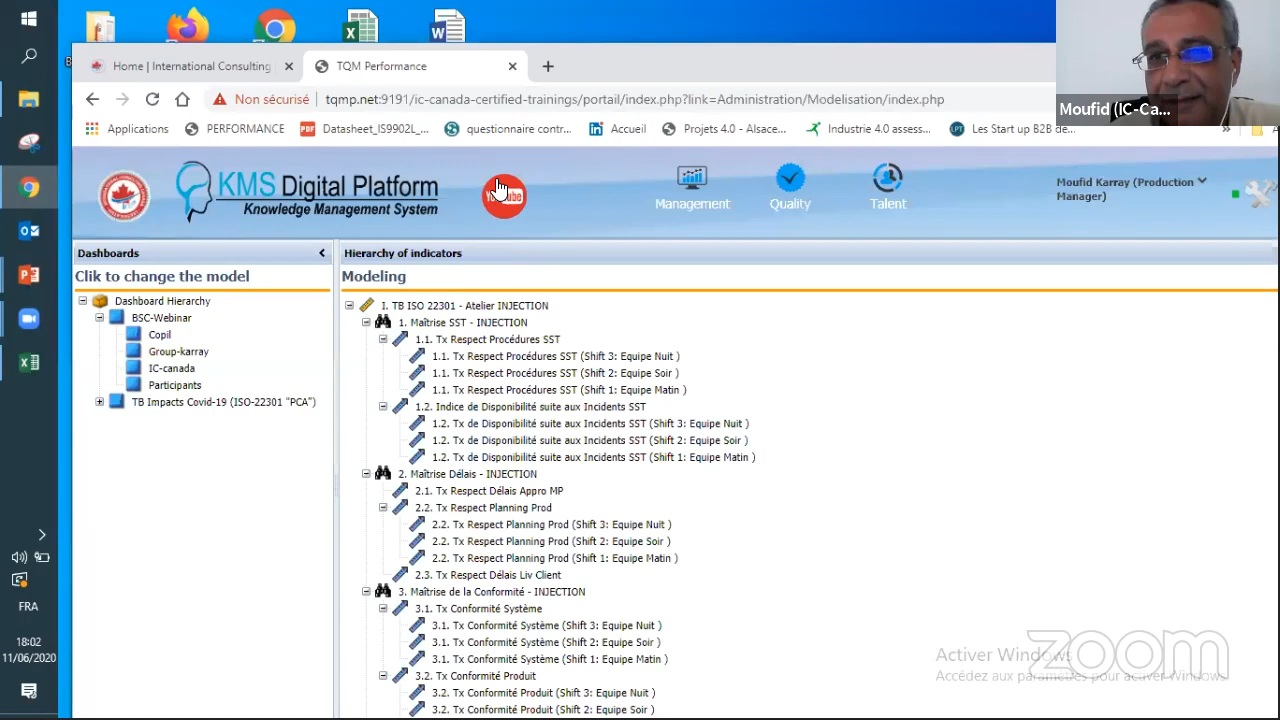 Home | International Consulting
TQM Performance
Non sécurisé
tqmp.net:9191/ic-canada-certified-trainings/portail/index.php?link=Administration/Modelisation/index.php
Moufid (IC-Ca...
Applications
PERFORMANCE
PDF
Datasheet_IS9902L_...
questionnaire contr...
Accueil
Projets 4.0 - Alsace...
Industrie 4.0 assess...
LPT
Les Start up B2B de...
KMS Digital Platform
Knowledge Management System
YouTube
Management
Quality
Talent
Moufid Karray (Production
Manager)
Dashboards
Clik to change the model
Dashboard Hierarchy
BSC-Webinar
Copil
Group-karray
IC-canada
Participants
TB Impacts Covid-19 (ISO-22301 "PCA")
Hierarchy of indicators
Modeling
I. TB ISO 22301 - Atelier INJECTION
1. Maîtrise SST - INJECTION
1.1. Tx Respect Procédures SST
1.1. Tx Respect Procédures SST (Shift 3: Equipe Nuit )
1.1. Tx Respect Procédures SST (Shift 2: Equipe Soir )
1.1. Tx Respect Procédures SST (Shift 1: Equipe Matin )
1.2. Indice de Disponibilité suite aux Incidents SST
1.2. Tx de Disponibilité suite aux Incidents SST (Shift 3: Equipe Nuit )
1.2. Tx de Disponibilité suite aux Incidents SST (Shift 2: Equipe Soir )
1.2. Tx de Disponibilité suite aux Incidents SST (Shift 1: Equipe Matin )
2. Maîtrise Délais - INJECTION
2.1. Tx Respect Délais Appro MP
2.2. Tx Respect Planning Prod
2.2. Tx Respect Planning Prod (Shift 3: Equipe Nuit )
2.2. Tx Respect Planning Prod (Shift 2: Equipe Soir )
2.2. Tx Respect Planning Prod (Shift 1: Equipe Matin )
2.3. Tx Respect Délais Liv Client
3. Maîtrise de la Conformité - INJECTION
3.1. Tx Conformité Système
3.1. Tx Conformité Système (Shift 3: Equipe Nuit )
3.1. Tx Conformité Système (Shift 2: Equipe Soir )
3.1. Tx Conformité Système (Shift 1: Equipe Matin )
3.2. Tx Conformité Produit
3.2. Tx Conformité Produit (Shift 3: Equipe Nuit )
3.2. Tx Conformité Produit (Shift 2: Equipe Soir )
FRA
18:02
11/06/2020
Activer Windows
Accédez aux paramètres pour activer Windows.
zoom